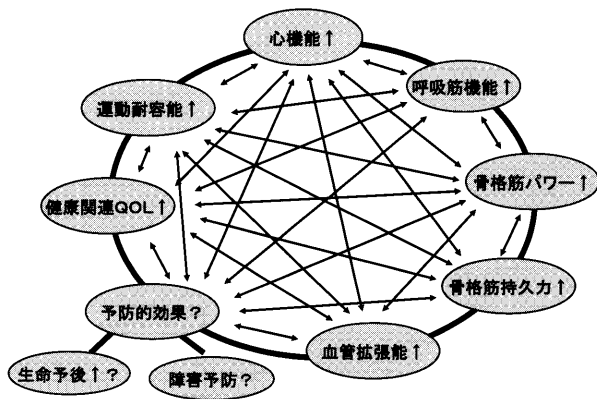 心機能↑
呼吸筋機能↑
運動耐容能↑
骨格筋パワー↑
健康関連QOL↑
骨格筋持久力↑
予防的効果？
血管拡張能↑
生命予後↑？
障害予防？